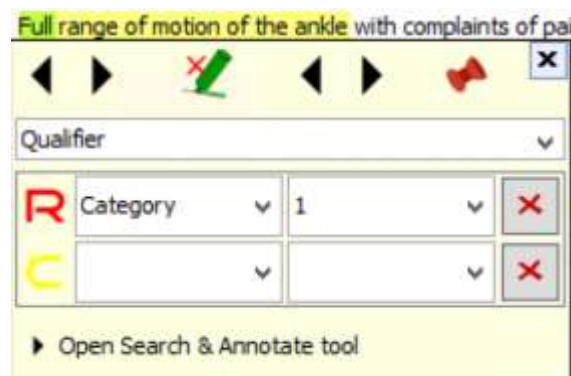 Full range of motion of the ankle with complaints of pai
Qualifier
Category 1
Open Search & Annotate tool